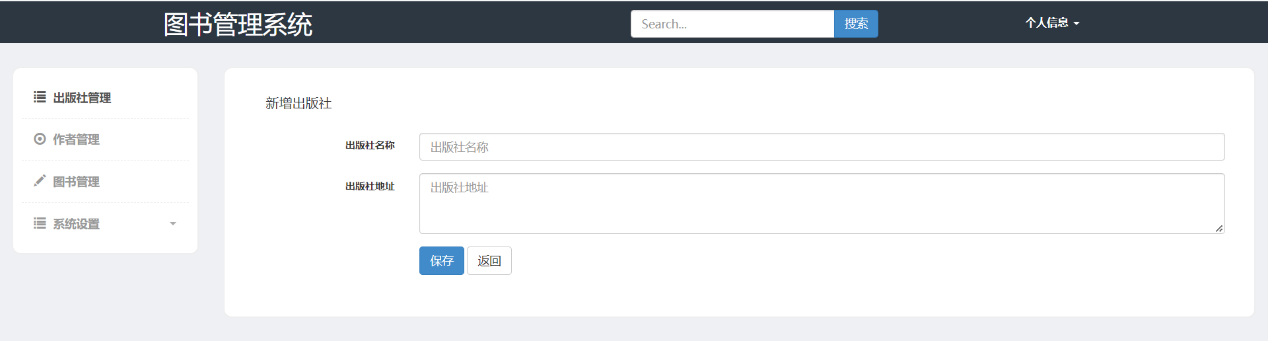 图书管理系统
Search...
搜索
个人信息
出版社管理
作者管理
图书管理
系统设置
新增出版社
出版社名称
出版社名称
出版社地址
出版社地址
保存
返回